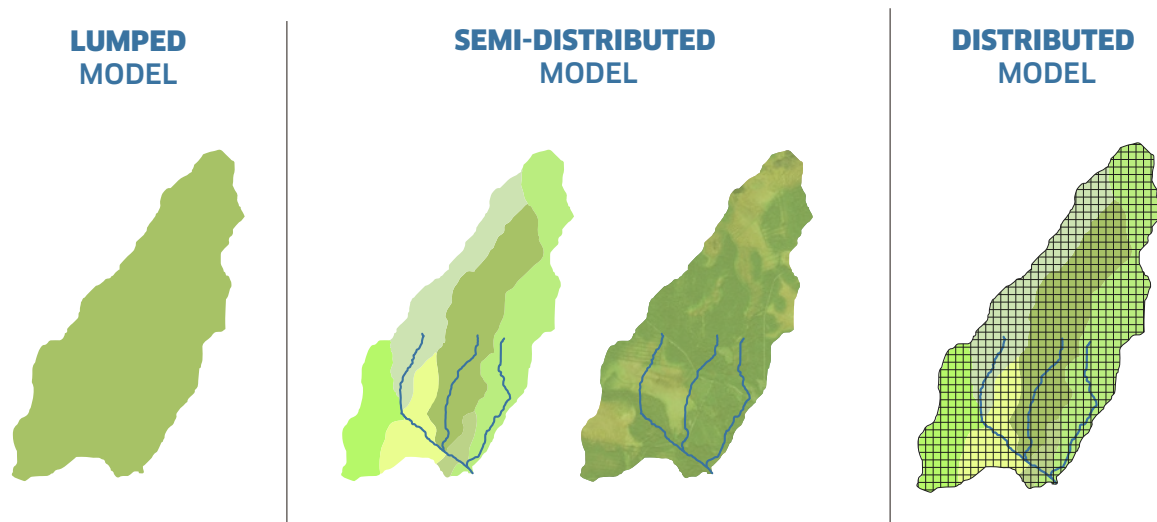 LUMPED
MODEL
SEMI-DISTRIBUTED
MODEL
DISTRIBUTED
MODEL